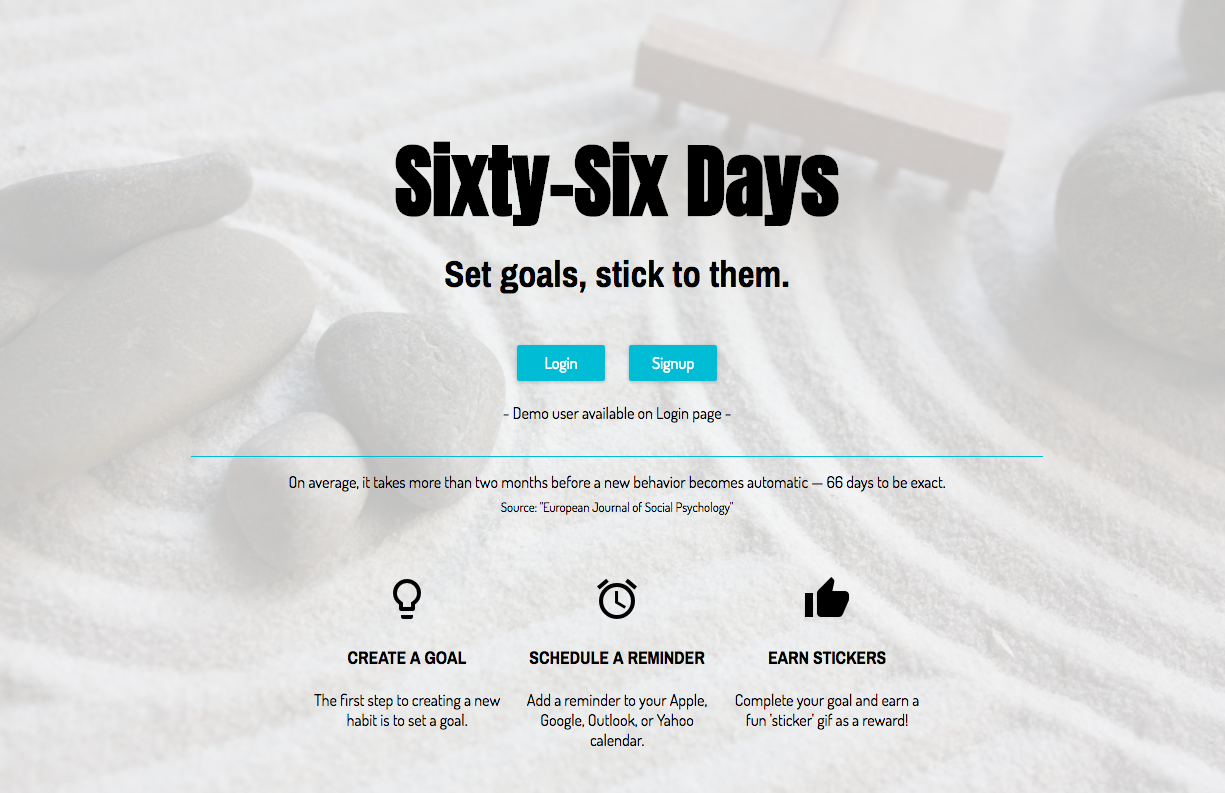 Sixty-Six Days
Set goals, stick to them.
Login
Signup
- Demo user available on Login page -
On average, it takes more than two months before a new behavior becomes automatic — 66 days to be exact.
Source: "European Journal of Social Psychology"
CREATE A GOAL
The first step to creating a new
habit is to set a goal.
SCHEDULE A REMINDER
Add a reminder to your Apple,
Google, Outlook, or Yahoo
calendar.
EARN STICKERS
Complete your goal and earn a
fun 'sticker' gif as a reward!